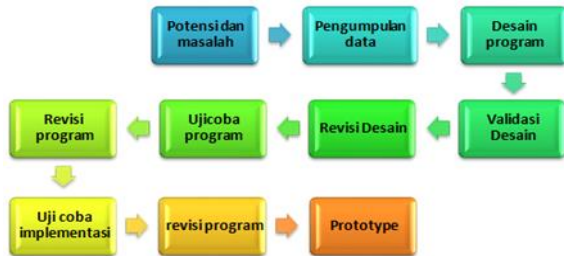 Potensi dan
masalah
Pengumpulan
data
Desain
program
Validasi
Desain
Revisi Desain
Ujicoba
program
Revisi
program
Uji coba
implementasi
revisi program
Prototype